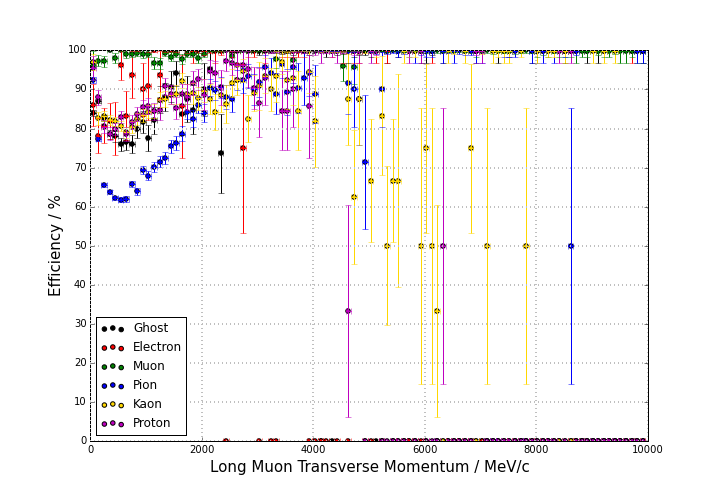 100
90
80
70
60
50
40
30
20
10
0
Efficiency / %
Ghost
Electron
Muon
Pion
Kaon
Proton
0 2000 4000 6000 8000 10000
Long Muon Transverse Momentum / MeV/c